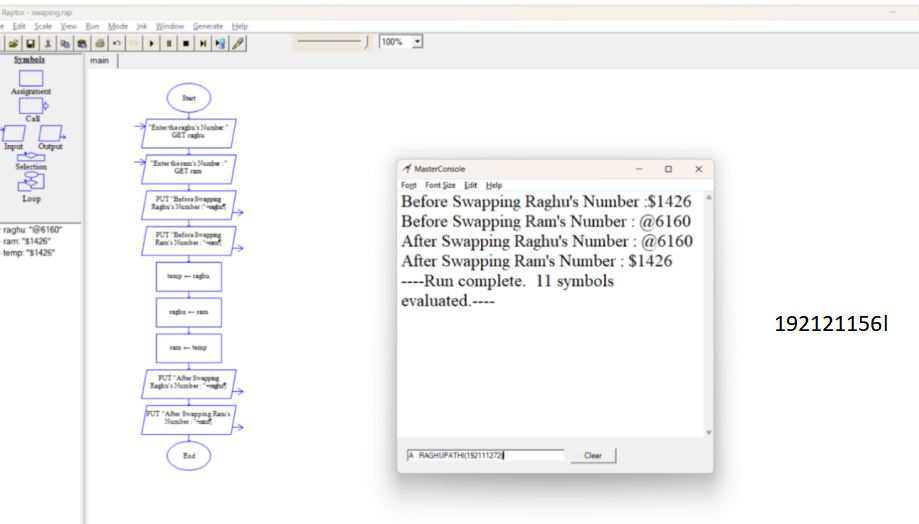 Raptor - swaping.rap
Edit Scale View Run Mode Ink Window Generate Help
100%
Symbols
Assignment
Call
Input Output
Selection
Loop
raghu: "@6160"
ram: "$1426"
temp: "$1426"
main
Start
"Enter the raghu's Number: "
GET raghu
"Enter the ram's Number : "
GET ram
PUT "Before Swapping
Raghu's Number : "+raghu¶
PUT "Before Swapping
Ram's Number : "+ram¶
temp ← raghu
raghu ← ram
ram ← temp
PUT "After Swapping
Raghu's Number : "+raghu¶
PUT "After Swapping Ram's
Number : "+ram¶
End
MasterConsole
Font Font Size Edit Help
Before Swapping Raghu's Number :$1426
Before Swapping Ram's Number : @6160
After Swapping Raghu's Number : @6160
After Swapping Ram's Number : $1426
----Run complete. 11 symbols
evaluated.----
A . RAGHUPATHI(192111272)
Clear
192121156l